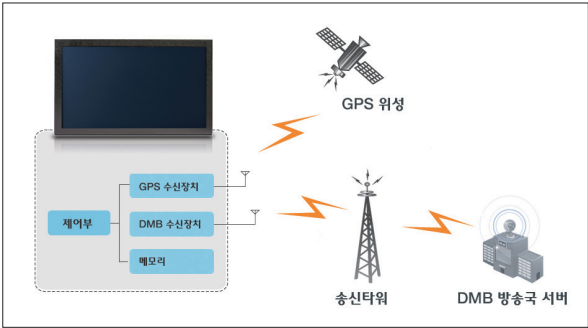 GPS 위성
GPS 수신장치
제어부
DMB 수신장치
메모리
송신타워
DMB 방송국 서버